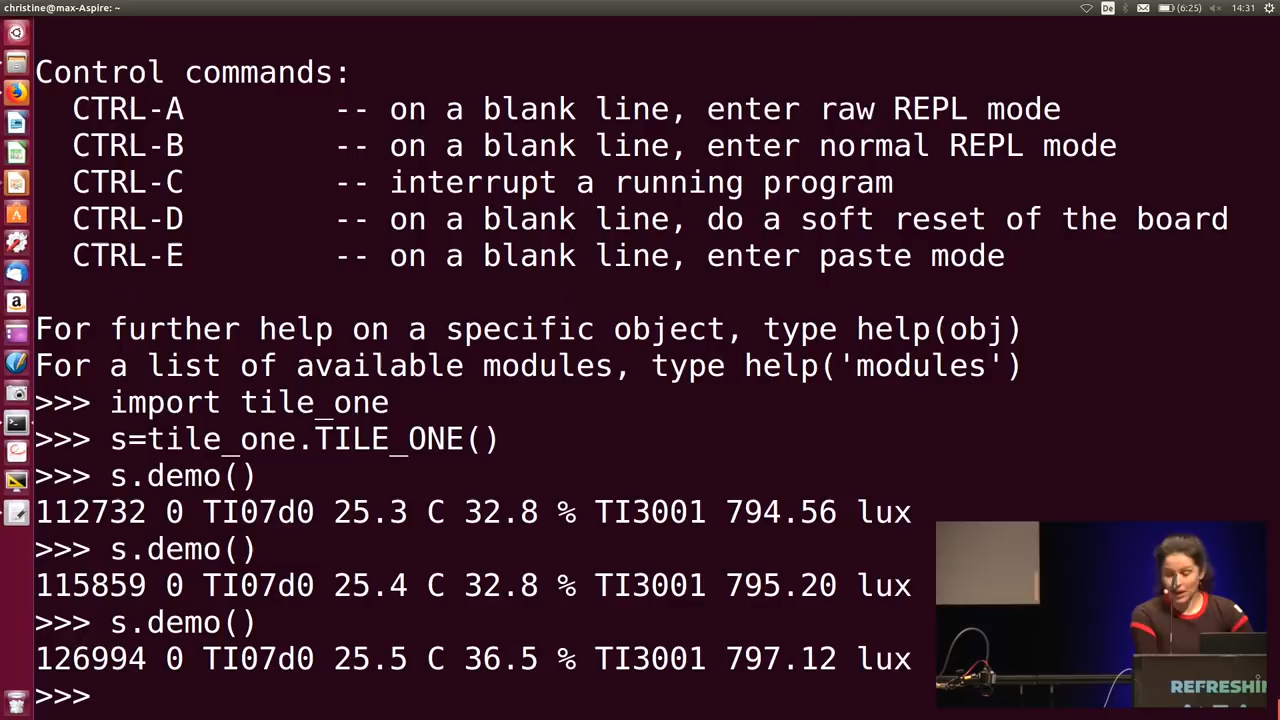 christine@max-Aspire: ~
De
(6:25)
14:31
Control commands:
CTRL-A -- on a blank line, enter raw REPL mode
CTRL-B -- on a blank line, enter normal REPL mode
CTRL-C -- interrupt a running program
CTRL-D -- on a blank line, do a soft reset of the board
CTRL-E -- on a blank line, enter paste mode
For further help on a specific object, type help(obj)
For a list of available modules, type help('modules')
>>> import tile_one
>>> s=tile_one.TILE_ONE()
>>> s.demo()
112732 0 TI07d0 25.3 C 32.8 % TI3001 794.56 lux
>>> s.demo()
115859 0 TI07d0 25.4 C 32.8 % TI3001 795.20 lux
>>> s.demo()
126994 0 TI07d0 25.5 C 36.5 % TI3001 797.12 lux
>>>
REFRESHIN